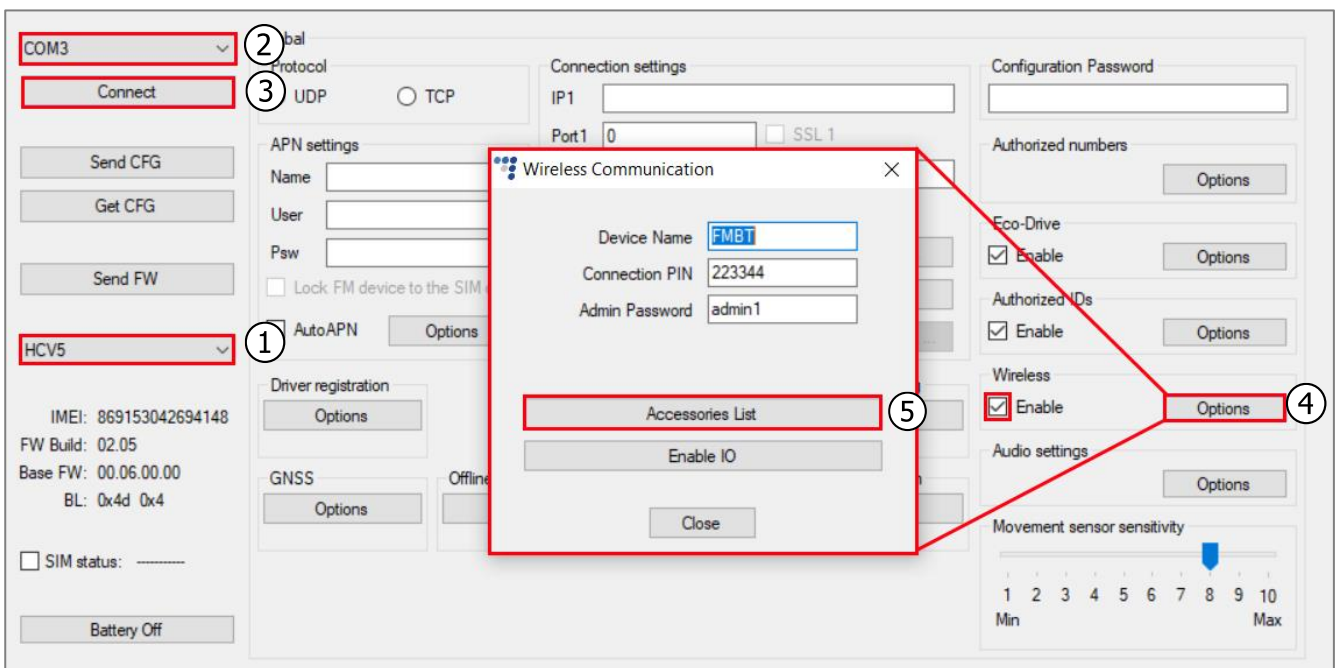 COM3
2
Connect
3
Send CFG
Get CFG
Send FW
HCV5
1
IMEI: 869153042694148
FW Build: 02.05
Base FW: 00.06.00.00
BL: 0x4d 0x4
SIM status: -----------
Battery Off
bal
Protocol
UDP
TCP
APN settings
Name
User
Psw
Lock FM device to the SIM
AutoAPN
Options
Driver registration
Options
GNSS
Options
Offline
Connection settings
IP1
Port1 0
SSL 1
Wireless Communication
Device Name FMBT
Connection PIN 223344
Admin Password admin1
Accessories List
5
Enable IO
Close
Configuration Password
Authorized numbers
Options
Eco-Drive
Enable
Options
Authorized IDs
Enable
Options
Wireless
Enable
Options
4
Audio settings
Options
Movement sensor sensitivity
1 2 3 4 5 6 7 8 9 10
Min Max